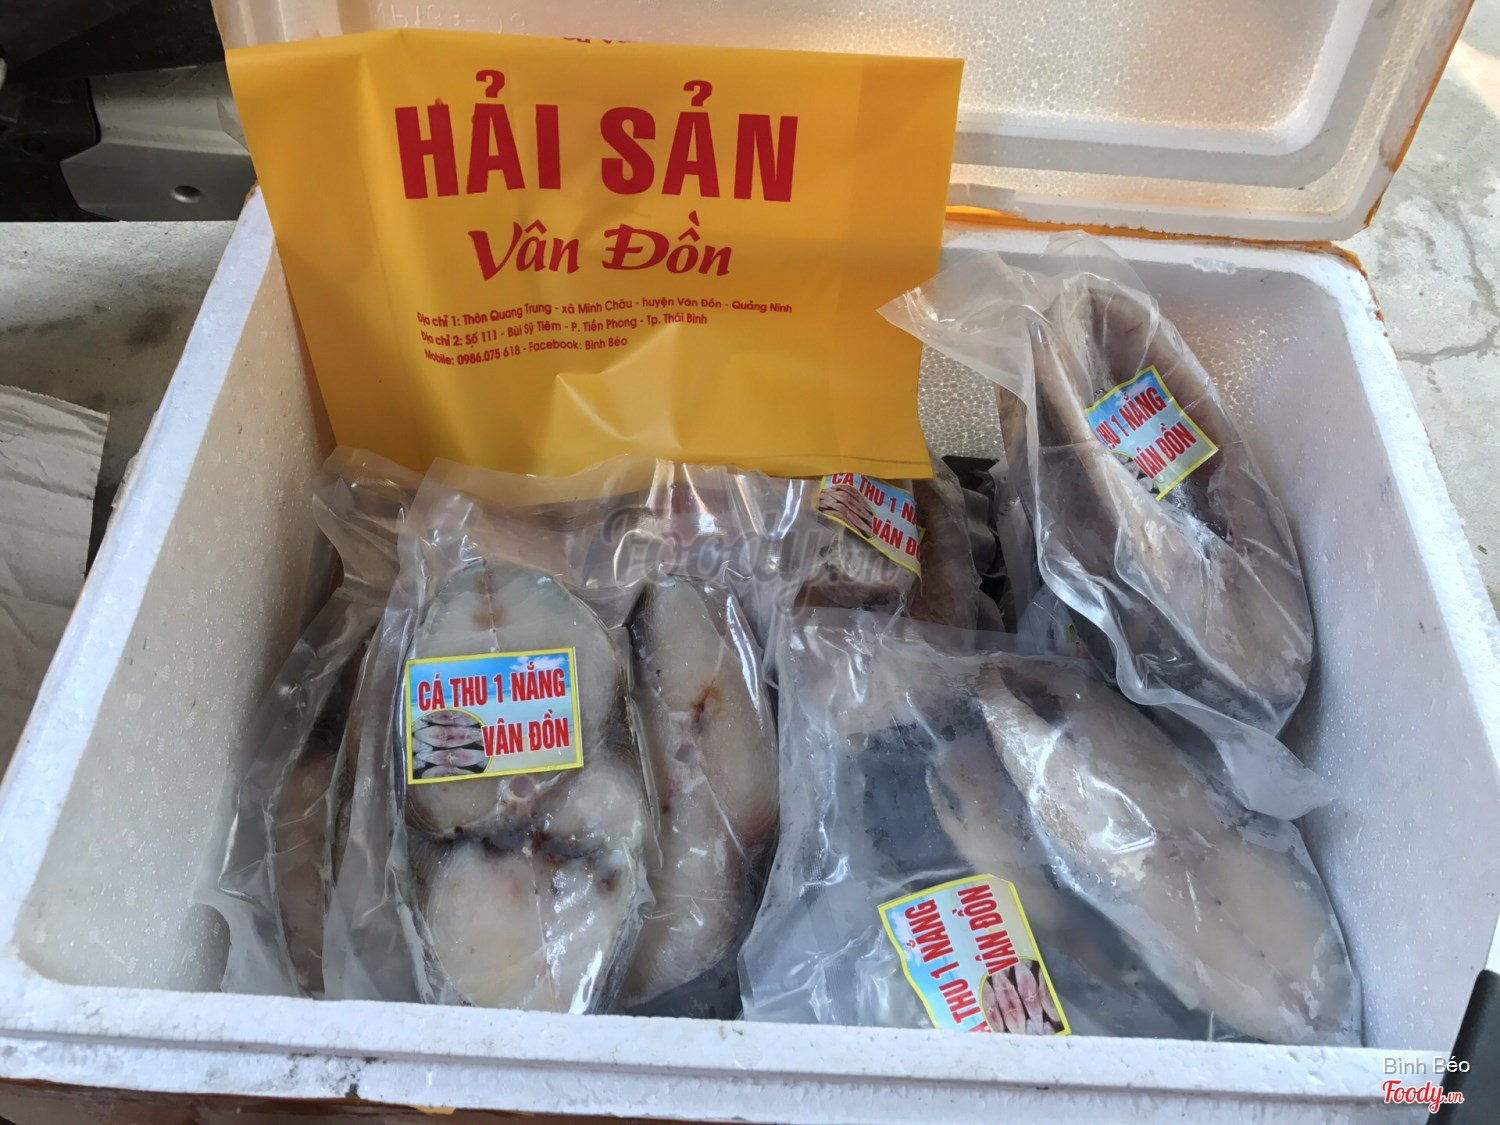 HẢI SẢN
Vân Đồn
Địa chỉ 1: Thôn Quang Trung - xã Minh Châu - huyện Vân Đồn - Quảng Ninh
Địa chỉ 2: Số 111 - Bùi Sỹ Tiêm - P. Tiền Phong - Tp. Thái Bình
Mobile: 0986.075 618 - Facebook: Bình Béo
THU 1 NẮNG
VÂN ĐỒN
CÁ THU 1 NẮ
VÂN ĐỒ
Foody.vn
CÁ THU 1 NẮNG
VÂN ĐỒN
THU 1 NẮNG
VÂN ĐỒN
Bình Béo
Foody.vn